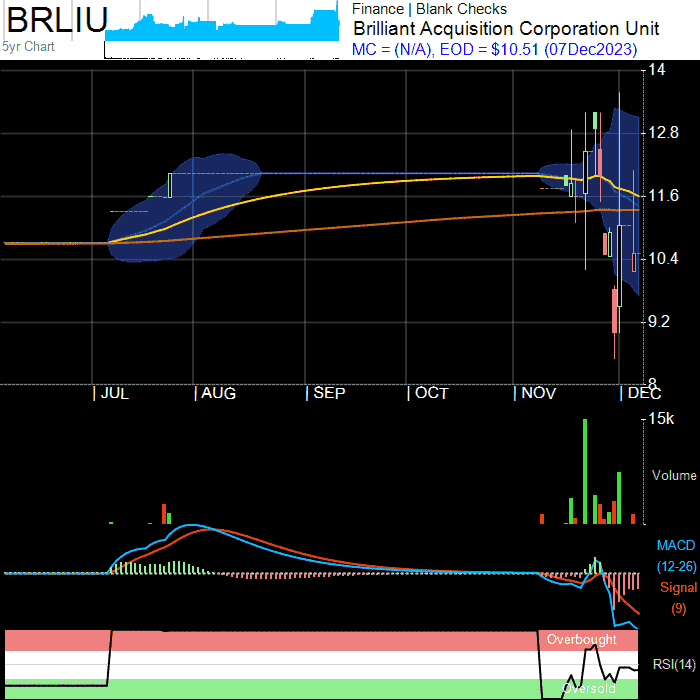 BRLIU
5yr Chart
Finance | Blank Checks
Brilliant Acquisition Corporation Unit
MC = (N/A), EOD = $10.51 (07Dec2023)
14
12.8
11.6
10.4
9.2
8
JUL AUG SEP OCT NOV DEC
15k
Volume
MACD
(12-26)
Signal
(9)
Overbought
RSI(14)
Oversold